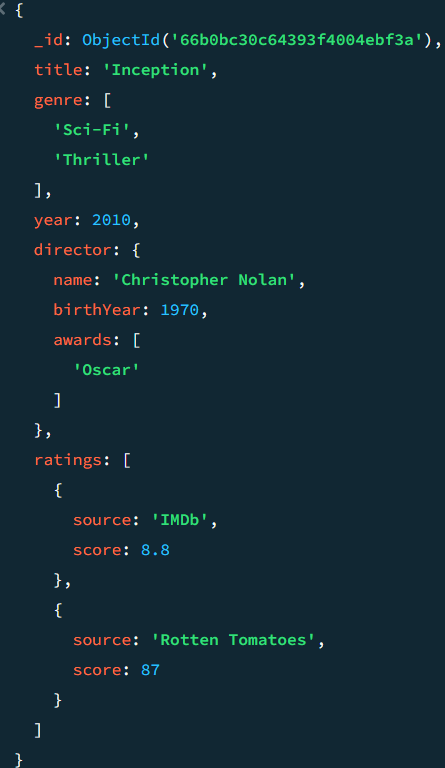 {
  _id: ObjectId('66b0bc30c64393f4004ebf3a'),
  title: 'Inception',
  genre: [
    'Sci-Fi',
    'Thriller'
  ],
  year: 2010,
  director: {
    name: 'Christopher Nolan',
    birthYear: 1970,
    awards: [
      'Oscar'
    ]
  },
  ratings: [
    {
      source: 'IMDb',
      score: 8.8
    },
    {
      source: 'Rotten Tomatoes',
      score: 87
    }
  ]
}